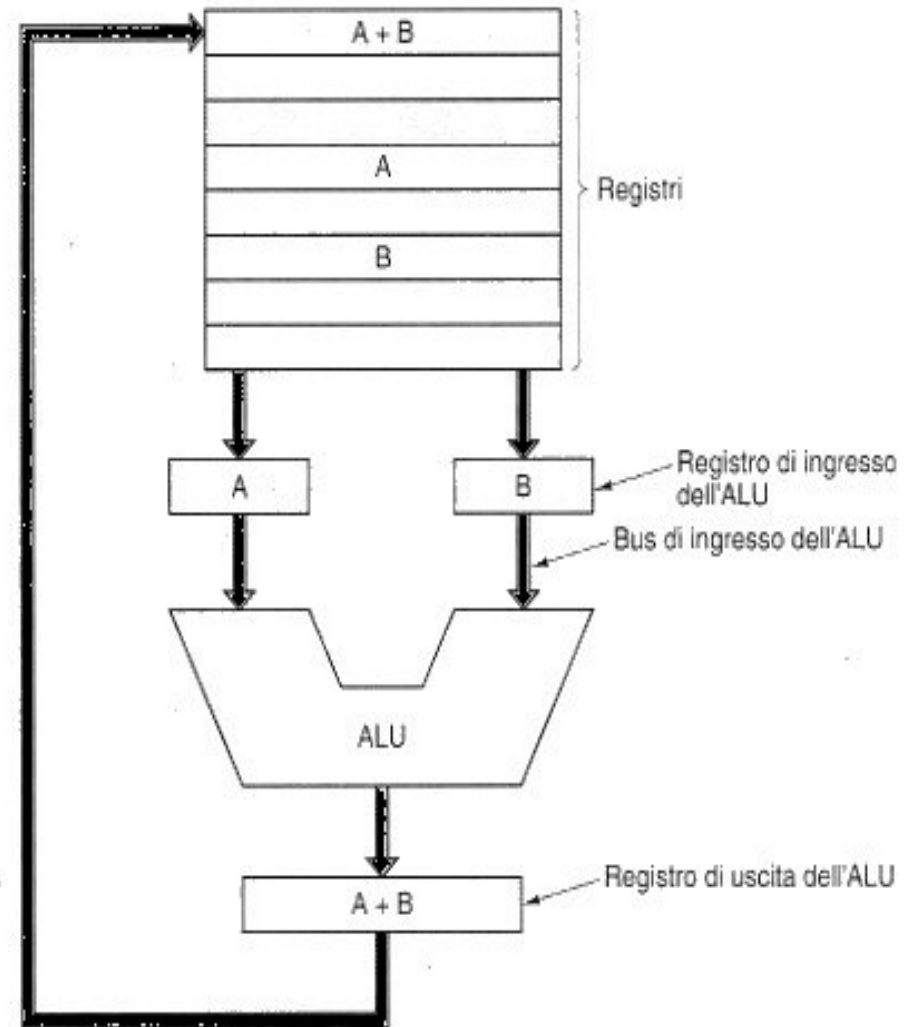 A + B
A
Registri
B
A
B
Registro di ingresso
dell'ALU
Bus di ingresso dell'ALU
ALU
A + B
Registro di uscita dell'ALU